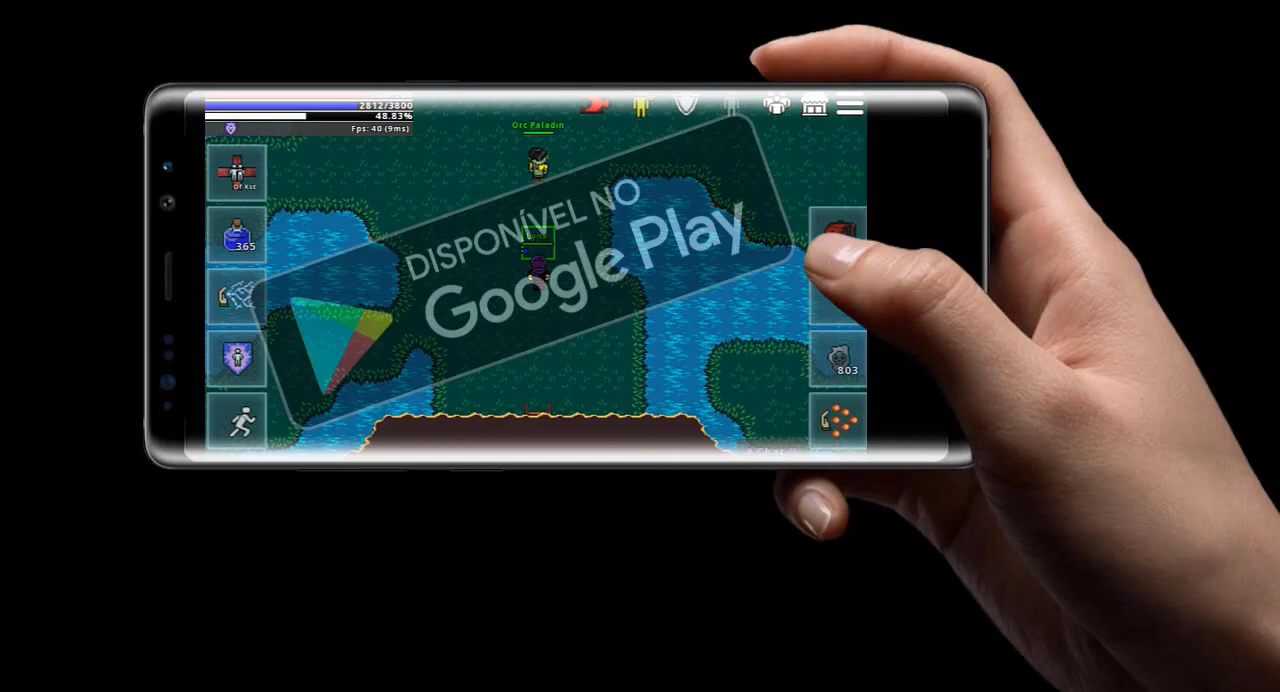 2812/3800
48.83%
Fps: 40 (9ms)
Orc Paladin
365
803
DISPONÍVEL NO
Google Play